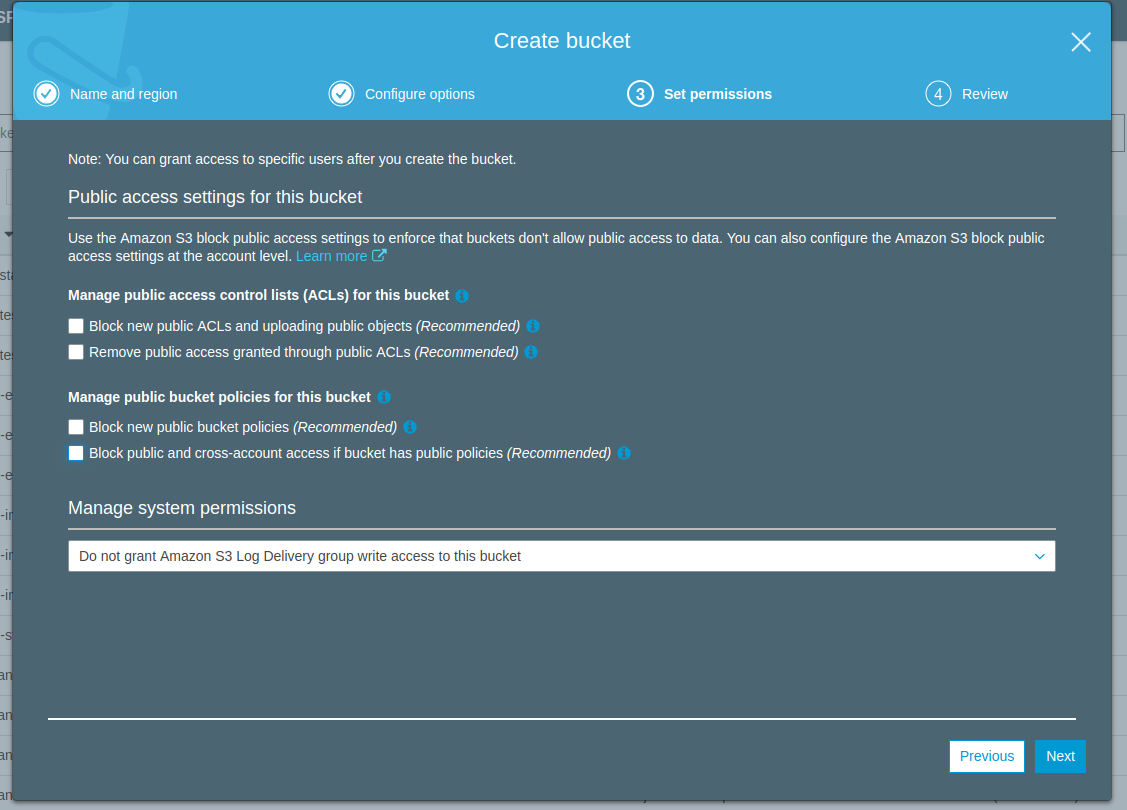 Create bucket
Name and region
Configure options
3 Set permissions
4 Review
Note: You can grant access to specific users after you create the bucket.
Public access settings for this bucket
Use the Amazon S3 block public access settings to enforce that buckets don't allow public access to data. You can also configure the Amazon S3 block public
access settings at the account level. Learn more
Manage public access control lists (ACLs) for this bucket
Block new public ACLs and uploading public objects (Recommended)
Remove public access granted through public ACLs (Recommended)
Manage public bucket policies for this bucket
Block new public bucket policies (Recommended)
Block public and cross-account access if bucket has public policies (Recommended)
Manage system permissions
Do not grant Amazon S3 Log Delivery group write access to this bucket
Previous
Next